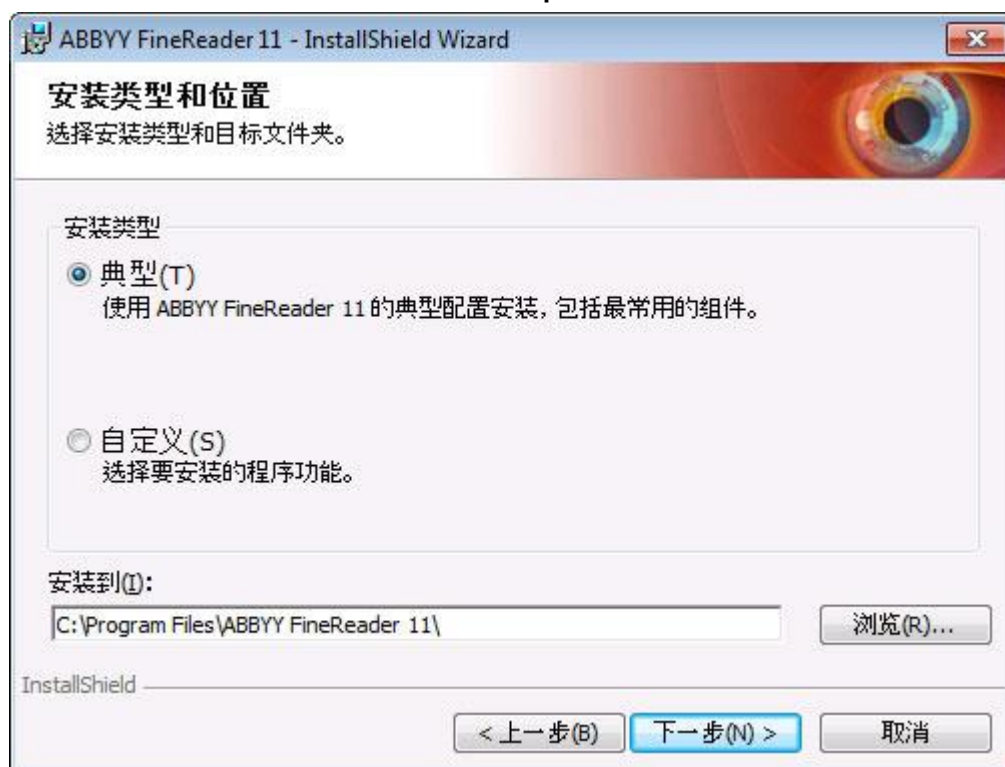 ABBYY FineReader 11 - InstallShield Wizard
安装类型和位置
选择安装类型和目标文件夹。
安装类型
典型(T)
使用 ABBYY FineReader 11 的典型配置安装，包括最常用的组件。
自定义(S)
选择要安装的程序功能。
安装到(I):
C:\Program Files\ABBYY FineReader 11\
浏览(R)...
InstallShield
< 上一步(B)
下一步(N) >
取消